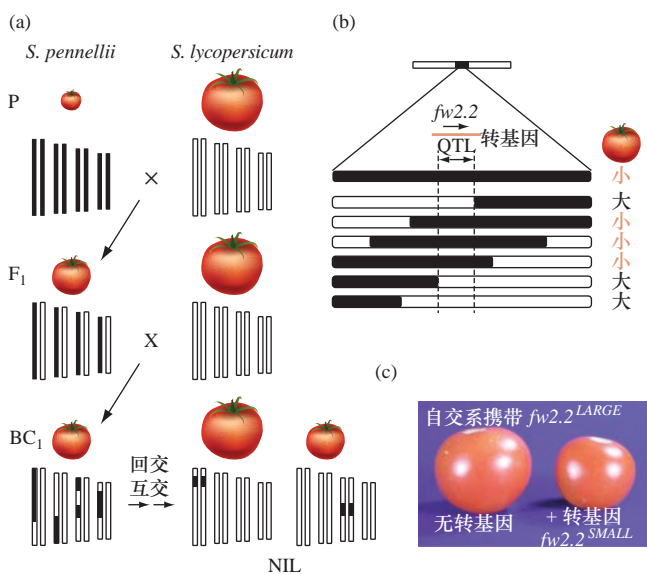 (a)
S. pennellii
S. lycopersicum
P
×
F1
X
BC1
回交
互交
NIL
(b)
fw2.2
转基因
QTL
小
大
小
小
小
大
大
(c)
自交系携带 fw2.2LARGE
无转基因
+ 转基因
fw2.2SMALL